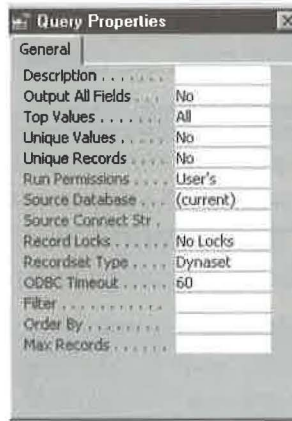 Query Properties
General
Description . . . . . . .
Output All Fields . . . No
Top Values . . . . . . . All
Unique Values . . . . . No
Unique Records . . . . No
Run Permissions . . . . User's
Source Database . . . . (current)
Source Connect Str .
Record Locks . . . . . . No Locks
Recordset Type . . . . Dynaset
ODBC Timeout . . . . . 60
Filter . . . . . . . . . . .
Order By . . . . . . . .
Max Records . . . . . .